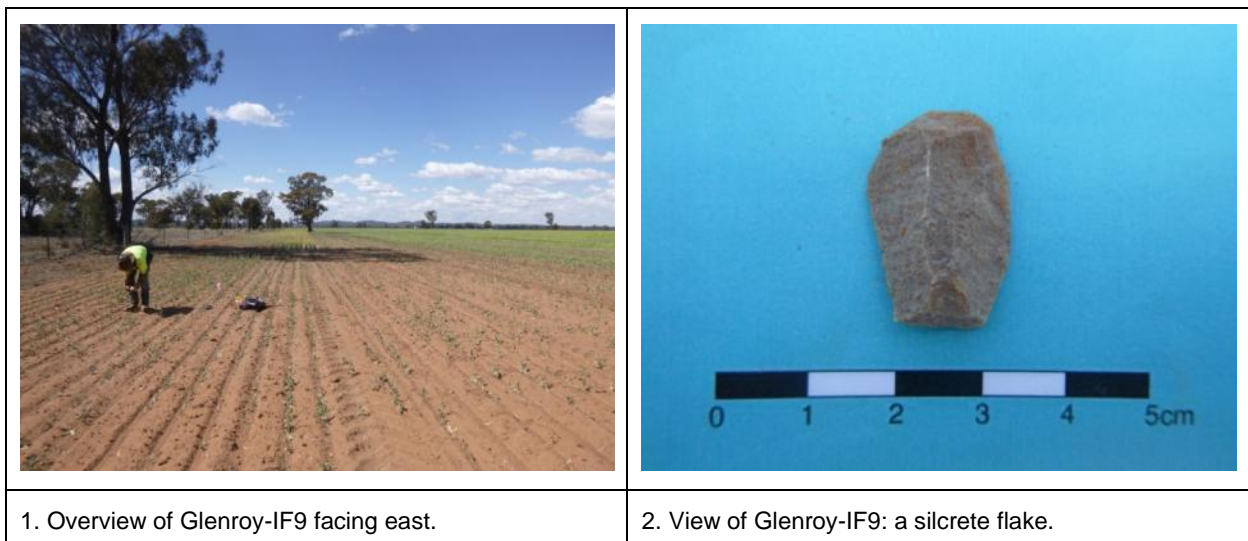 0 1 2 3 4 5cm
1. Overview of Glenroy-IF9 facing east.
2. View of Glenroy-IF9: a silcrete flake.